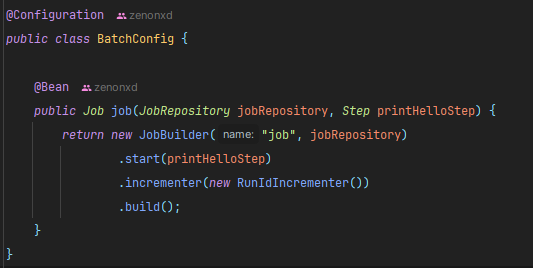 @Configuration zenonxd
public class BatchConfig {
@Bean zenonxd
public Job job(JobRepository jobRepository, Step printHelloStep) {
return new JobBuilder( name: "job", jobRepository)
.start(printHelloStep)
.incrementer(new RunIdIncrementer())
.build();
}
}